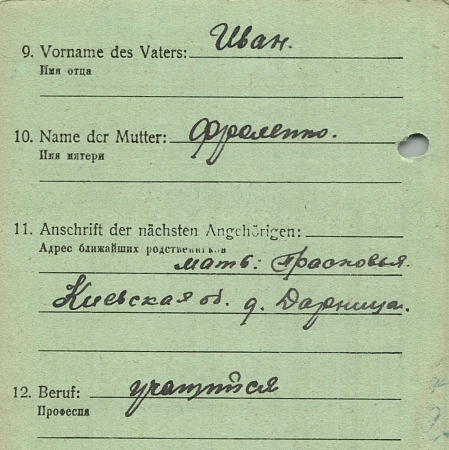 9. Vorname des Vaters: Иван.
Имя отца
10. Name der Mutter: Фроленко.
Имя матери
11. Anschrift der nächsten Angehörigen:
Адрес ближайших родственников
мать: Прасковья.
Киевская об. д. Дарница.
12. Beruf: учащийся
Професия